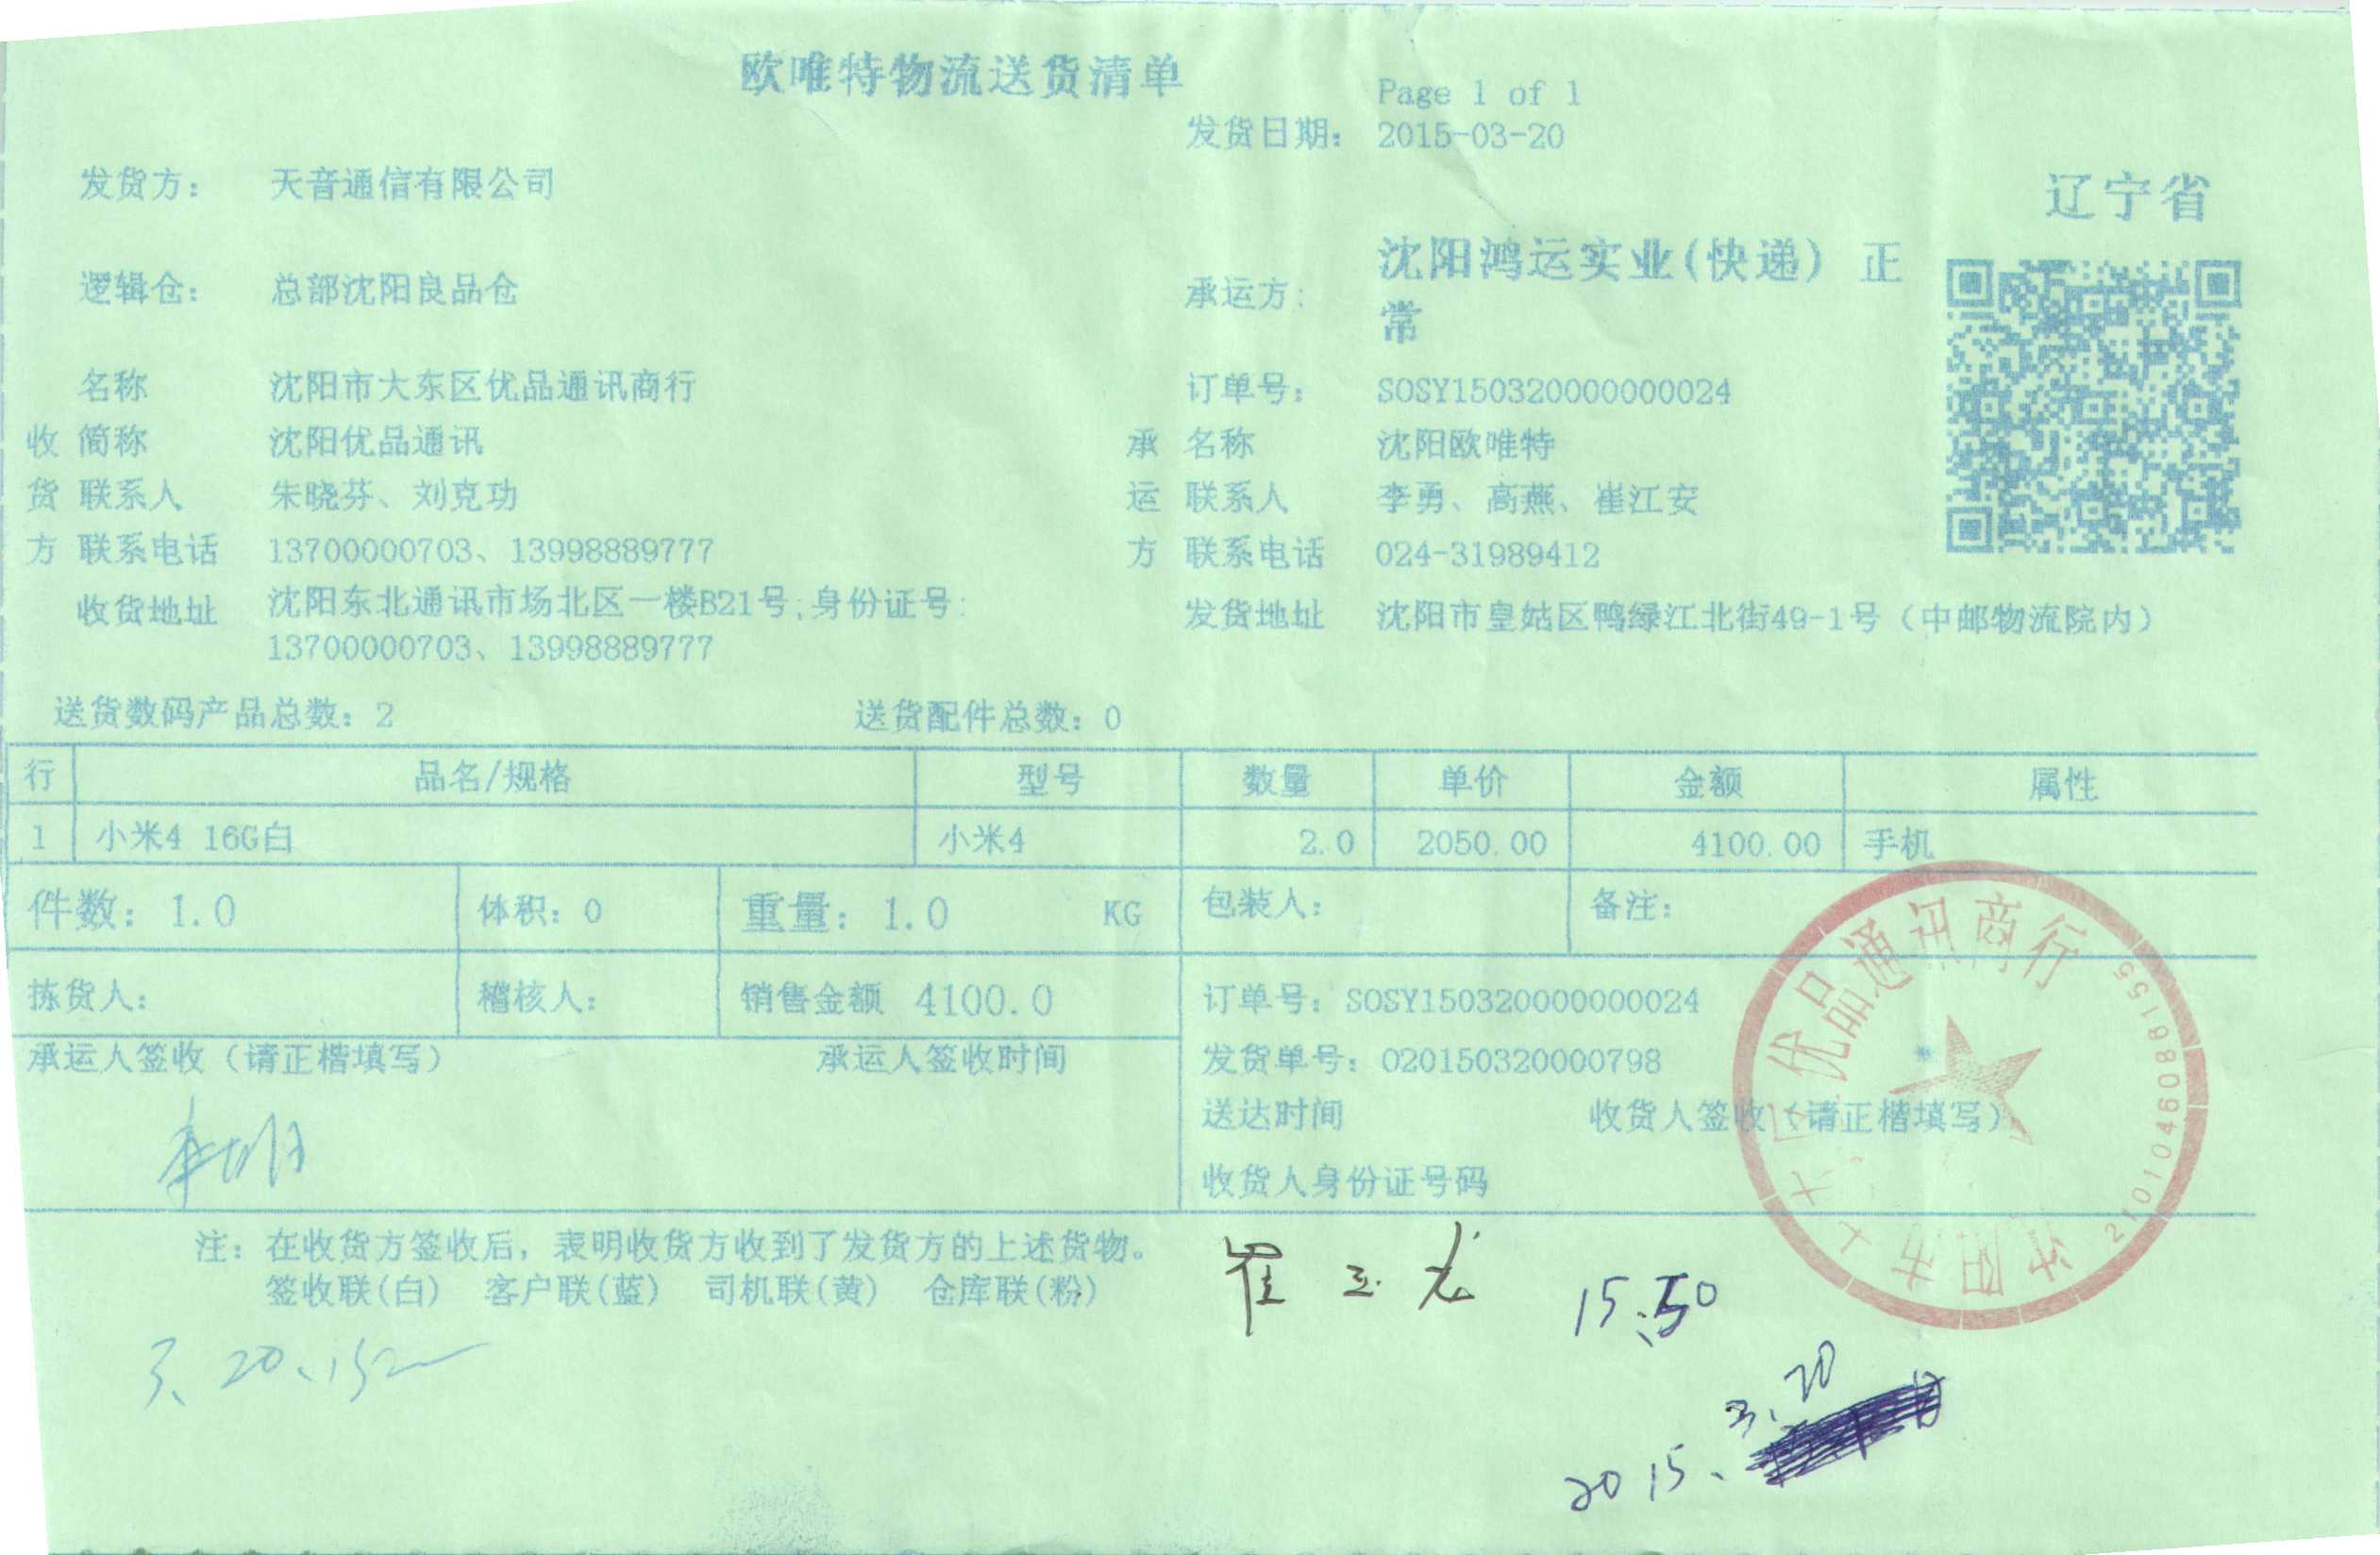 欧唯特物流送货清单
Page 1 of 1
发货日期: 2015-03-20
发货方: 天音通信有限公司
辽宁省
逻辑仓: 总部沈阳良品仓
承运方: 沈阳鸿运实业(快递) 正
常
名称 沈阳市大东区优品通讯商行 订单号: SOSY150320000000024
收 简称 沈阳优品通讯 承 名称 沈阳欧唯特
货 联系人 朱晓芬、刘克功 运 联系人 李勇、高燕、崔江安
方 联系电话 13700000703、13998889777 方 联系电话 024-31989412
收货地址 沈阳东北通讯市场北区一楼B21号;身份证号:
13700000703、13998889777
发货地址 沈阳市皇姑区鸭绿江北街49-1号（中邮物流院内）
送货数码产品总数: 2 送货配件总数: 0
行 品名/规格 型号 数量 单价 金额 属性
1 小米4 16G白 小米4 2.0 2050.00 4100.00 手机
件数: 1.0 体积: 0 重量: 1.0 KG 包装人: 备注:
拣货人: 稽核人: 销售金额 4100.0 订单号: SOSY150320000000024
承运人签收（请正楷填写） 承运人签收时间 发货单号: 020150320000798
送达时间 收货人签收（请正楷填写）
收货人身份证号码
优品通讯商行
2101046088155
沈阳市大
注: 在收货方签收后, 表明收货方收到了发货方的上述货物。
签收联(白) 客户联(蓝) 司机联(黄) 仓库联(粉)
崔 15:50
3.20
2015.
3、20、